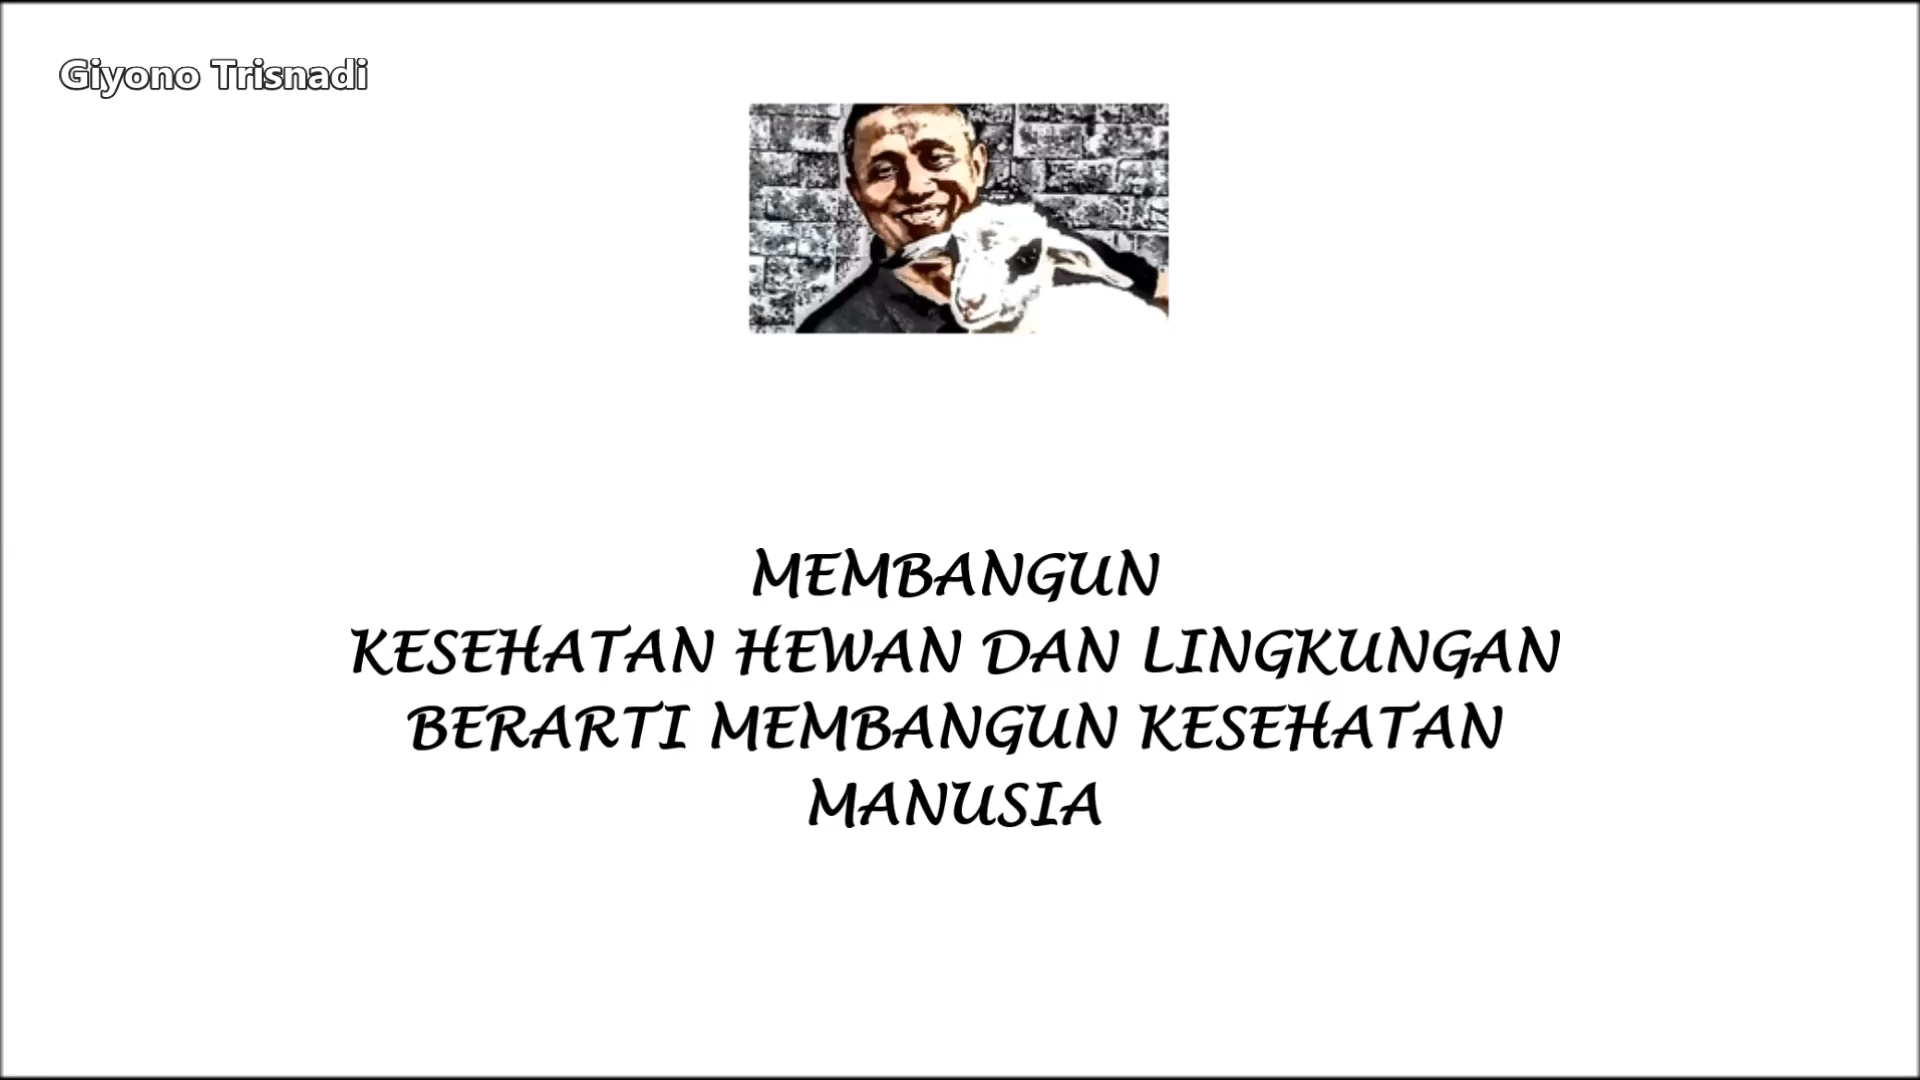 Giyono Trisnadi
MEMBANGUN
KESEHATAN HEWAN DAN LINGKUNGAN
BERARTI MEMBANGUN KESEHATAN
MANUSIA